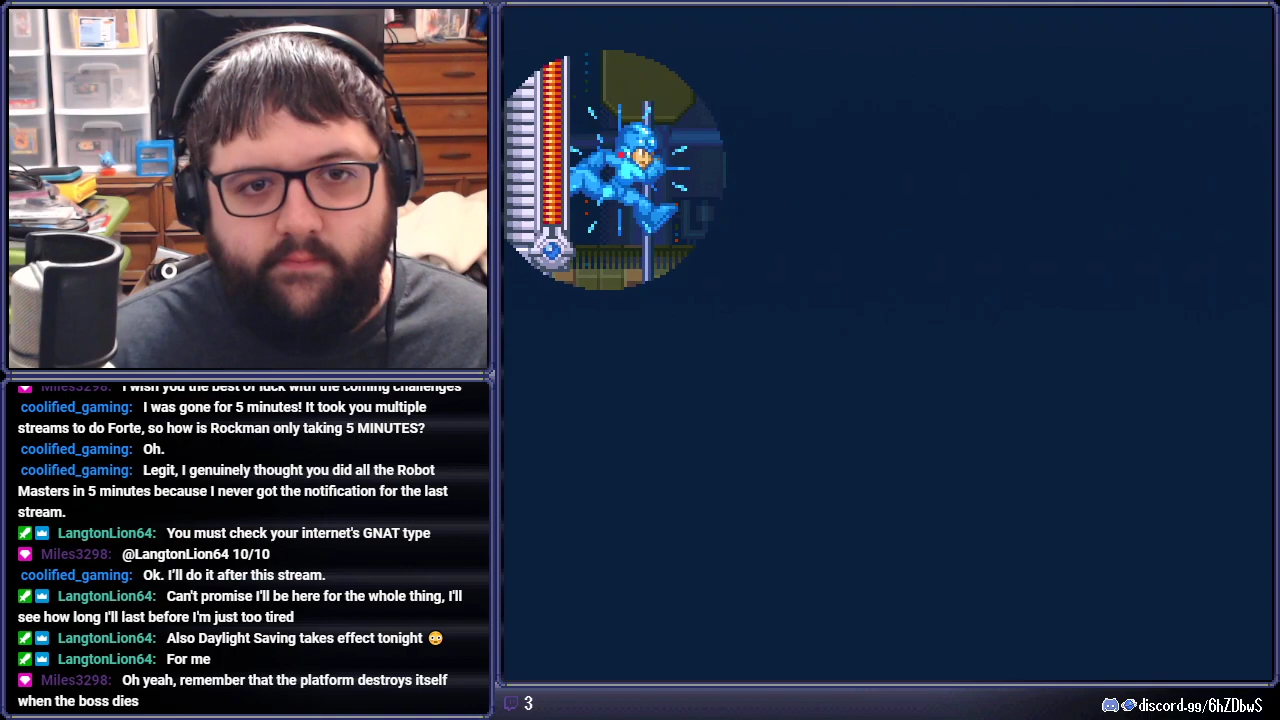 Miles3298: I wish you the best of luck with the coming challenges
coolified_gaming: I was gone for 5 minutes! It took you multiple
streams to do Forte, so how is Rockman only taking 5 MINUTES?
coolified_gaming: Oh.
coolified_gaming: Legit, I genuinely thought you did all the Robot
Masters in 5 minutes because I never got the notification for the last
stream.
LangtonLion64: You must check your internet's GNAT type
Miles3298: @LangtonLion64 10/10
coolified_gaming: Ok. I'll do it after this stream.
LangtonLion64: Can't promise I'll be here for the whole thing, I'll
see how long I'll last before I'm just too tired
LangtonLion64: Also Daylight Saving takes effect tonight 😳
LangtonLion64: For me
Miles3298: Oh yeah, remember that the platform destroys itself
when the boss dies
3
discord.gg/6hZDbwS